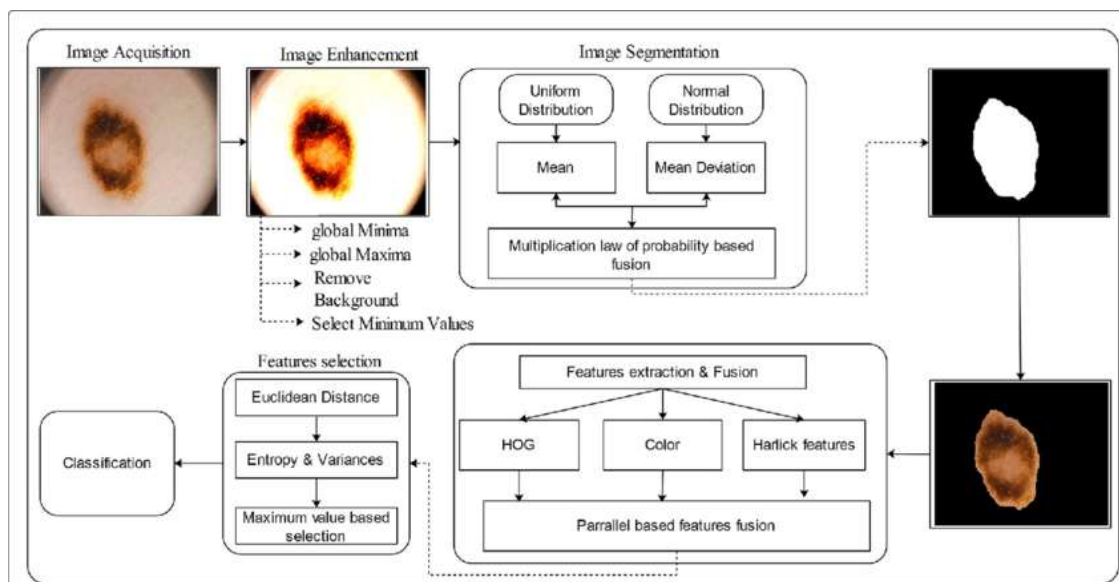 Image Acquisition
Image Enhancement
Image Segmentation
Uniform
Distribution
Normal
Distribution
Mean
Mean Deviation
Multiplication law of probability based
fusion
global Minima
global Maxima
Remove
Background
Select Minimum Values
Features selection
Euclidean Distance
Entropy & Variances
Maximum value based
selection
Classification
Features extraction & Fusion
HOG
Color
Harlick features
Parrallel based features fusion